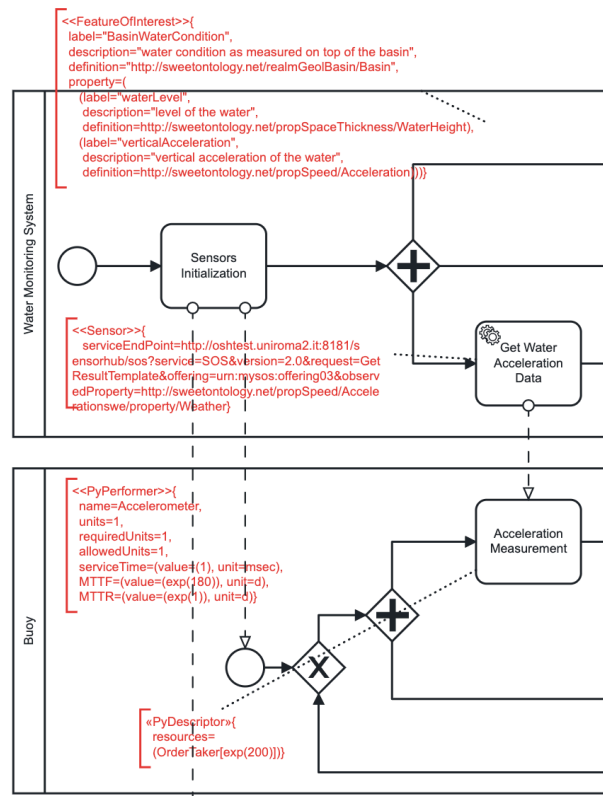 <<FeatureOfInterest>>{
label="BasinWaterCondition",
description="water condition as measured on top of the basin",
definition="http://sweetontology.net/realmGeolBasin/Basin",
property=(
(label="waterLevel",
description="level of the water",
definition=http://sweetontology.net/propSpaceThickness/WaterHeight),
(label="verticalAcceleration",
description="vertical acceleration of the water",
definition=http://sweetontology.net/propSpeed/Acceleration)))}
Water Monitoring System
Sensors
Initialization
<<Sensor>>{
serviceEndPoint=http://oshtest.uniroma2.it:8181/s
ensorhub/sos?service=SOS&version=2.0&request=Get
ResultTemplate&offering=urn:mysos:offering03&observ
edProperty=http://sweetontology.net/propSpeed/Accele
rationswe/property/Weather}
Get Water
Acceleration
Data
Buoy
<<PyPerformer>>{
name=Accelerometer,
units=1,
requiredUnits=1,
allowedUnits=1,
serviceTime=(value=(1), unit=msec),
MTTF=(value=(exp(180)), unit=d),
MTTR=(value=(exp(1)), unit=d)}
Acceleration
Measurement
«PyDescriptor»{
resources=
(OrderTaker[exp(200)])}